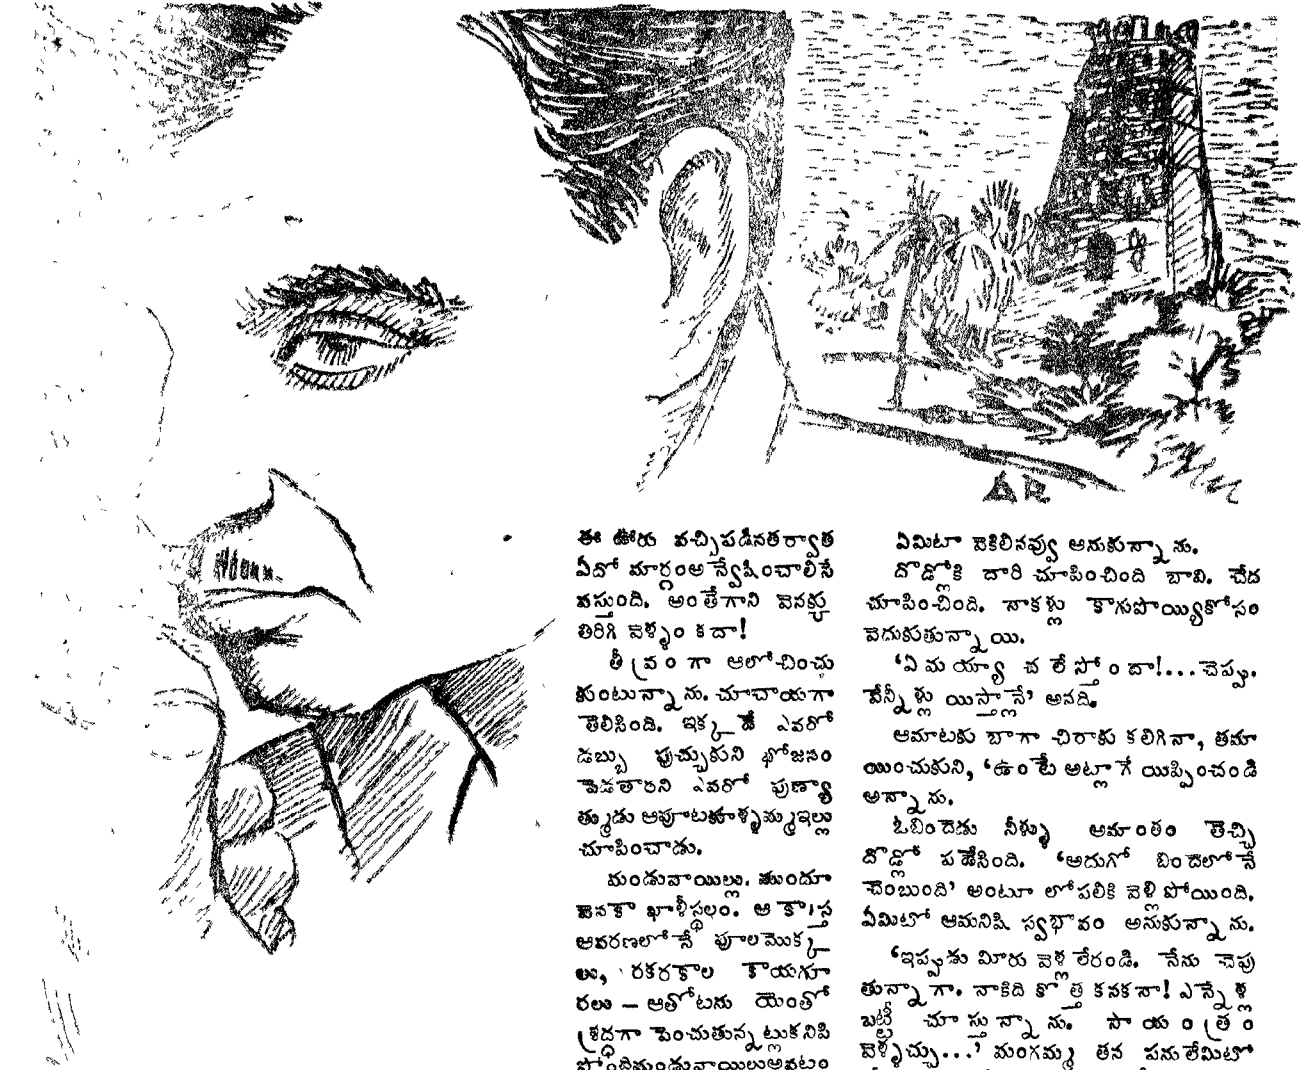 ఈ ఊరు వచ్చిపడినతర్వాత
ఏదో మార్గంఅ న్వేషించాలిసే
వస్తుంది. అంతేగాని వెనక్కు
తిరిగి వెళ్ళం కదా!
తీవ్రం గా ఆలోచించు
కుంటున్నాను. చూచాయగా
తెలిసింది. ఇక్కడే ఎవరో
డబ్బు పుచ్చుకుని భోజనం
పెడతారని ఎవరో పుణ్యా
త్ముడు ఆపూటకూళ్ళమ్మఇల్లు
చూపించాడు.
మండువాయిల్లు. ముందూ
వెనకా ఖాళీస్థలం. ఆ కాస్త
ఆవరణలోనే పూలమొక్క
లు, రకరకాల కాయగూ
రలు – ఆతోటను యెంతో
శ్రద్ధగా పెంచుతున్నట్లుకనిపి
స్తోందిమండువాయిలుఅవటం
ఏమిటా వెకిలినవ్వు అనుకున్నాను.
దొడ్లోకి దారి చూపించింది బావి. చేద
చూపించింది. నాకళ్లు కాగుపొయ్యికోసం
వెదుకుతున్నాయి.
‘ఏమయ్యా చలేస్తోందా!...చెప్పు.
వేన్నీళ్లు యిస్తాలే’ అనది.
ఆమాటకు బాగా చిరాకు కలిగినా, తమా
యించుకుని, ‘ఉంటే అట్లాగే యిప్పించండి
అన్నాను.
ఓబిందెడు నీళ్ళు అమాంతం తెచ్చి
దొడ్లో పడేసింది. ‘అదుగో బిందెలోనే
చెంబుంది’ అంటూ లోపలికి వెళ్లిపోయింది.
ఏమిటో ఆమనిషి స్వభావం అనుకున్నాను.
‘ఇప్పుడు మీరు వెళ్లలేరండి. నేను చెపు
తున్నాగా. నాకిది కొత్త కనకనా! ఎన్నేళ్ల
బట్టీ చూస్తున్నాను. సాయంత్రం
వెళ్ళొచ్చు...’ మంగమ్మ తన పనులేమిటో